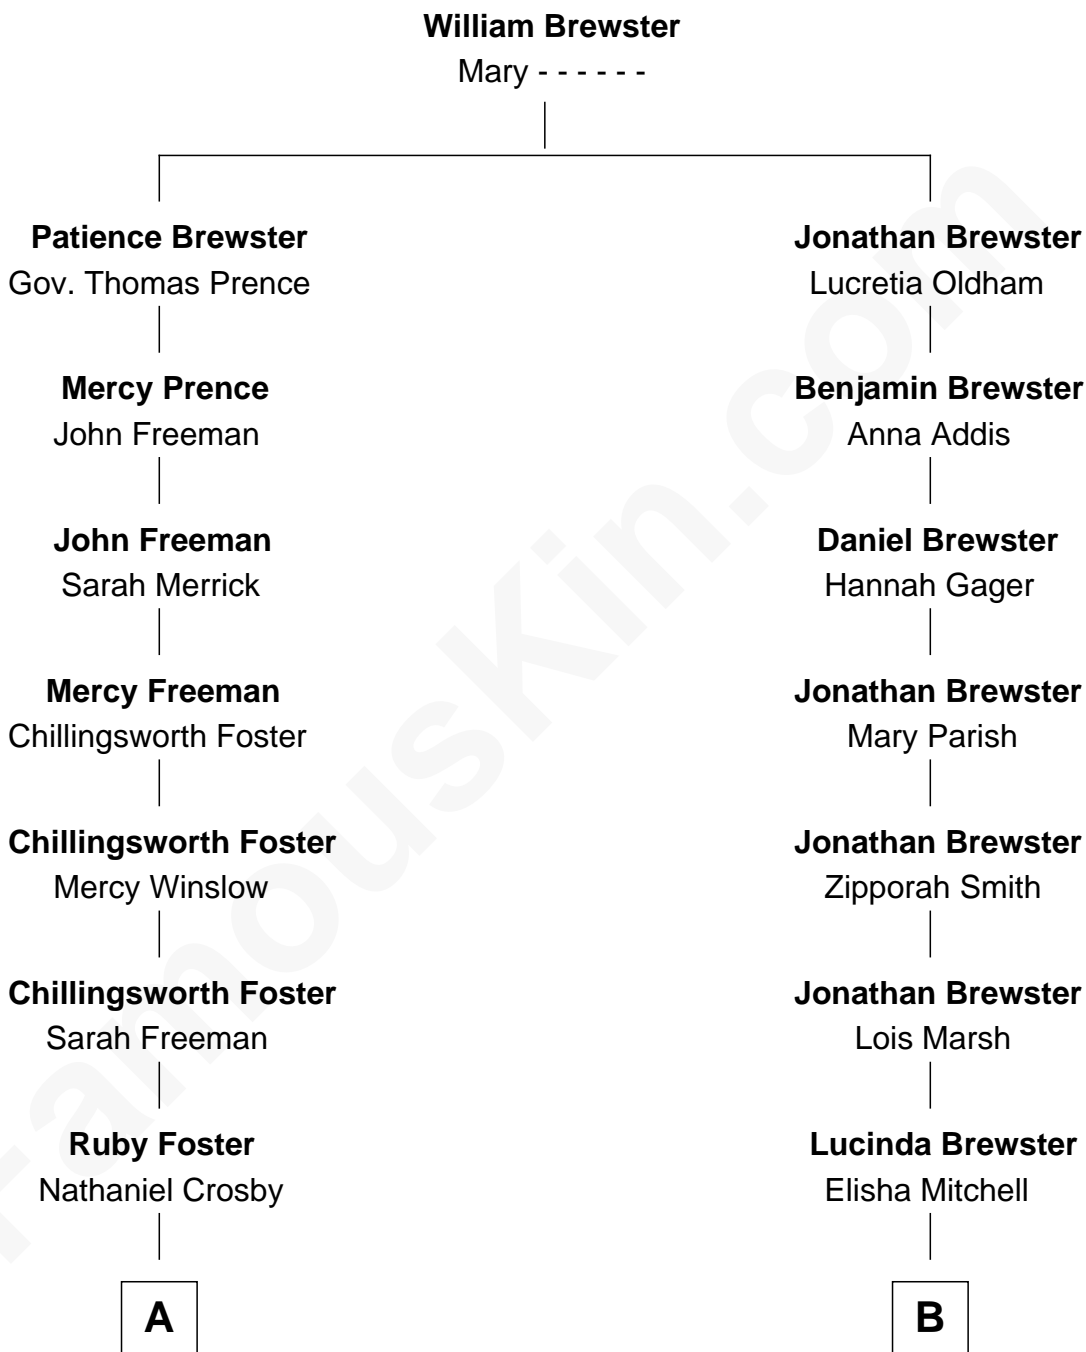 William Brewster
Mary - - - - - -
Patience Brewster
Gov. Thomas Prence
Jonathan Brewster
Lucretia Oldham
Mercy Prence
John Freeman
Benjamin Brewster
Anna Addis
John Freeman
Sarah Merrick
Daniel Brewster
Hannah Gager
Mercy Freeman
Chillingsworth Foster
Jonathan Brewster
Mary Parish
Chillingsworth Foster
Mercy Winslow
Jonathan Brewster
Zipporah Smith
Chillingsworth Foster
Sarah Freeman
Jonathan Brewster
Lois Marsh
Ruby Foster
Nathaniel Crosby
Lucinda Brewster
Elisha Mitchell
A
B
FamousKin.com